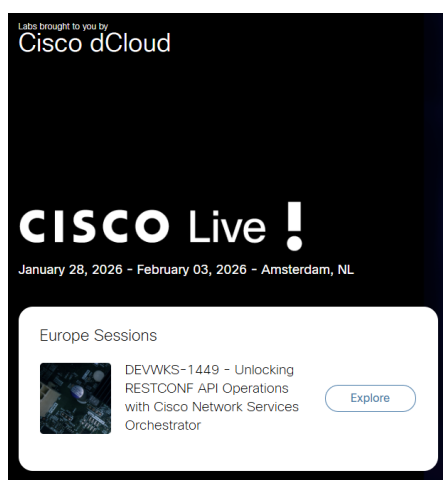 Labs brought to you by
Cisco dCloud
CISCO Live!
January 28, 2026 - February 03, 2026 - Amsterdam, NL
Europe Sessions
DEVWKS-1449 - Unlocking
RESTCONF API Operations
with Cisco Network Services
Orchestrator
Explore